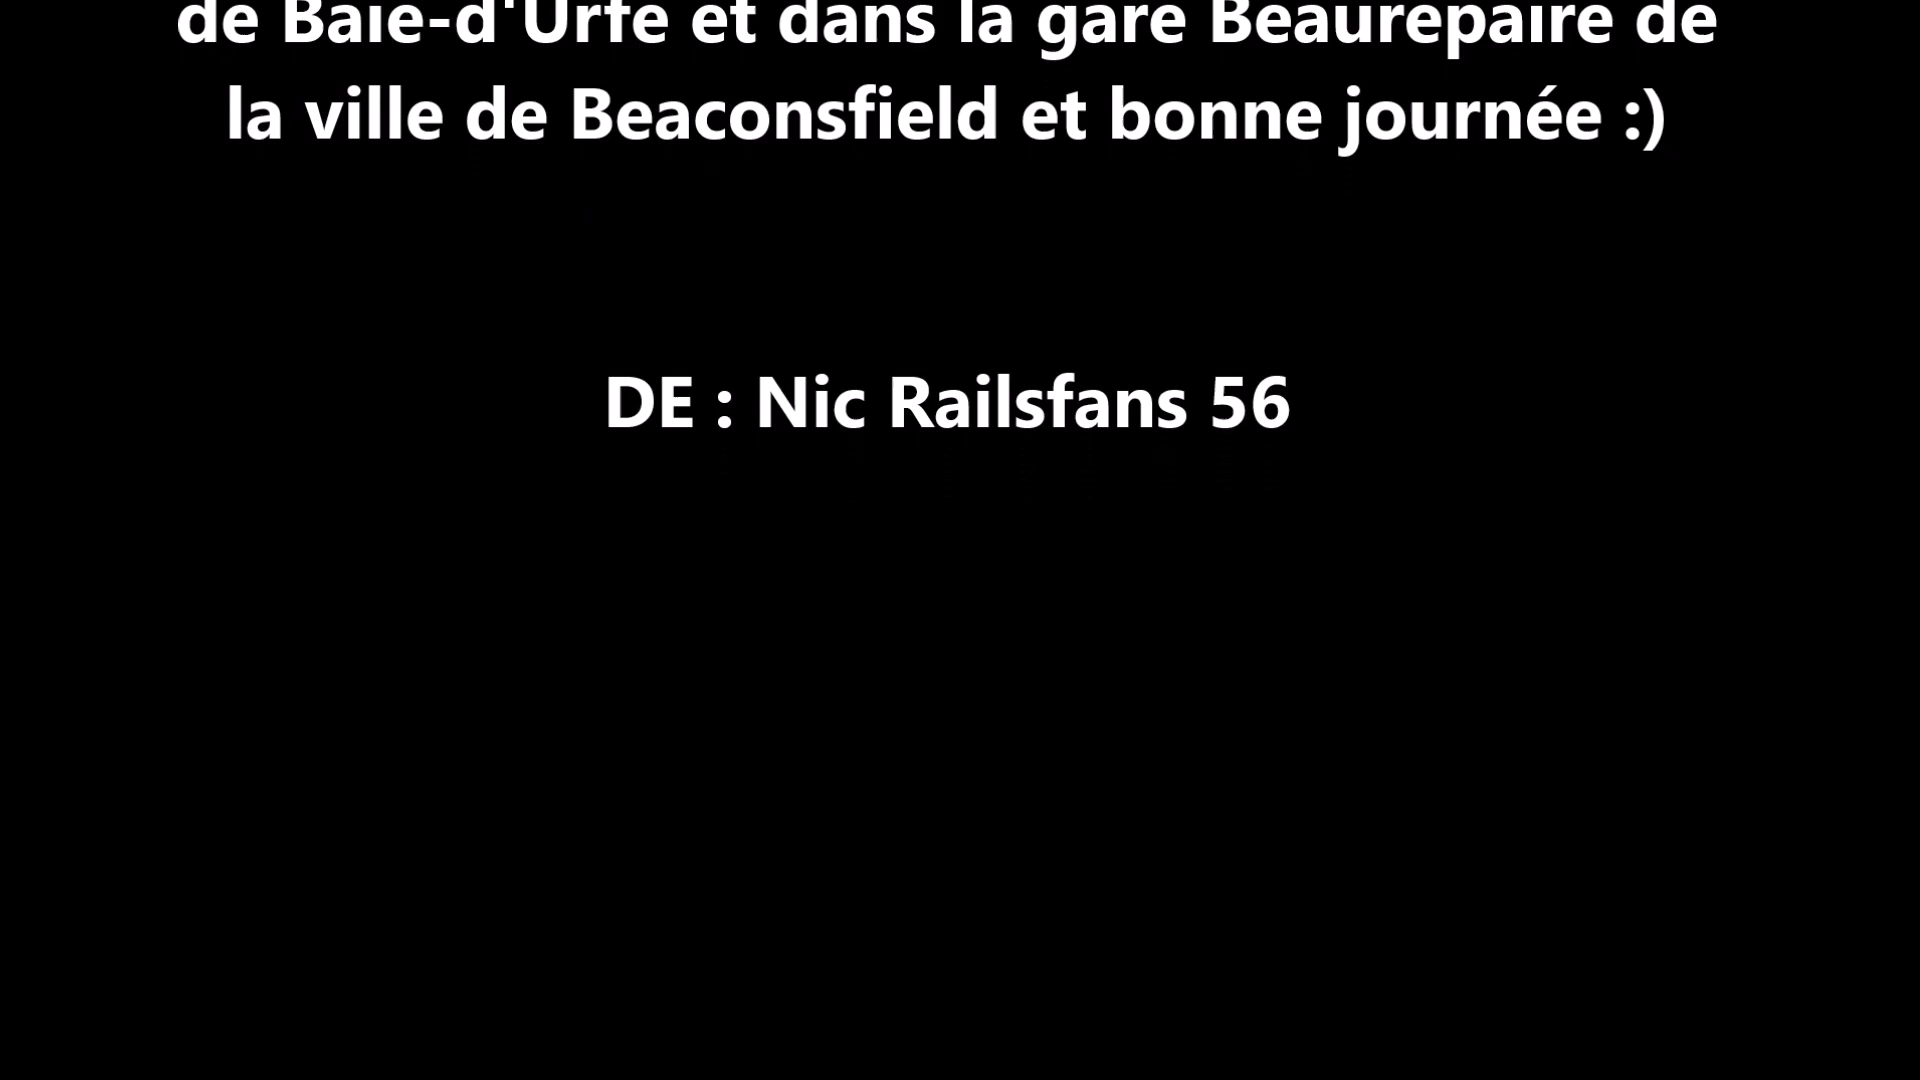 de Baie-d'Urfé et dans la gare Beaurepaire de
la ville de Beaconsfield et bonne journée :)
DE : Nic Railsfans 56